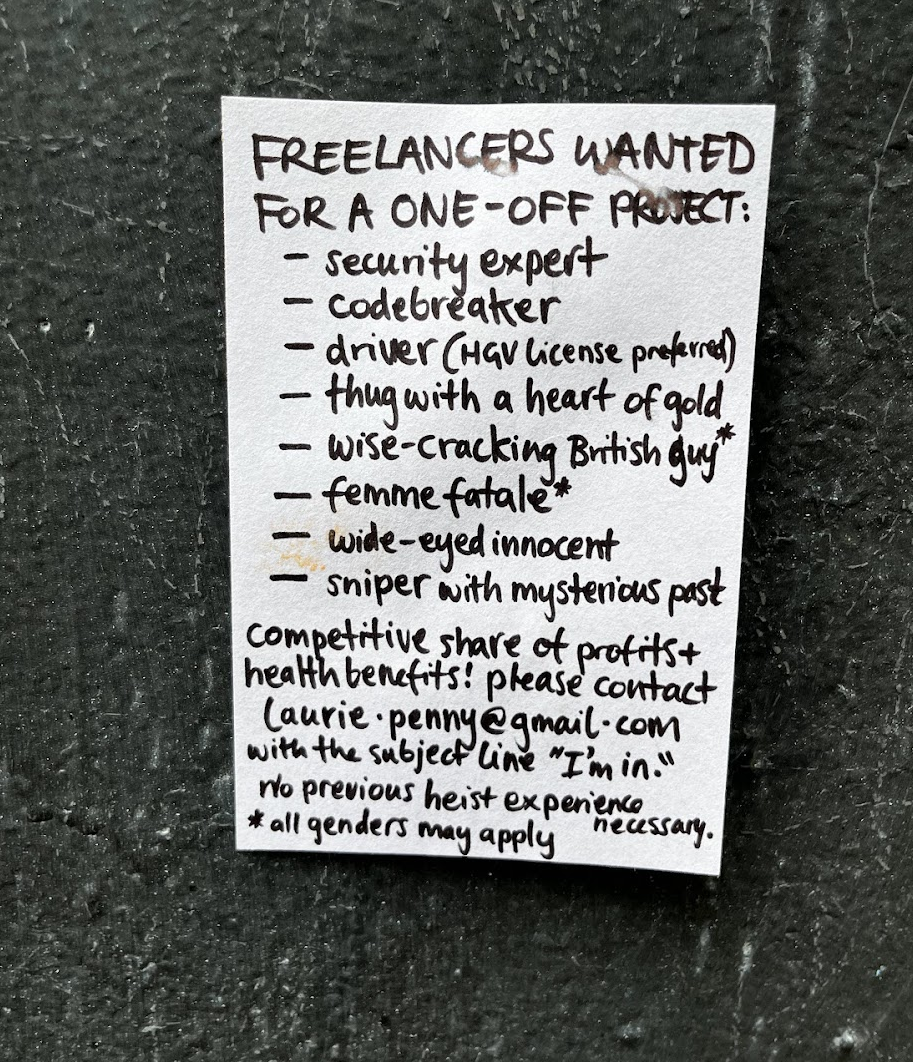 FREELANCERS WANTED
FOR A ONE-OFF PROJECT:
- security expert
- codebreaker
- driver (HGV license preferred)
- thug with a heart of gold
- wise-cracking British guy*
- femme fatale*
- wide-eyed innocent
- sniper with mysterious past
competitive share of profits +
health benefits! please contact
laurie.penny@gmail.com
with the subject line "I'm in."
No previous heist experience
necessary.
*all genders may apply